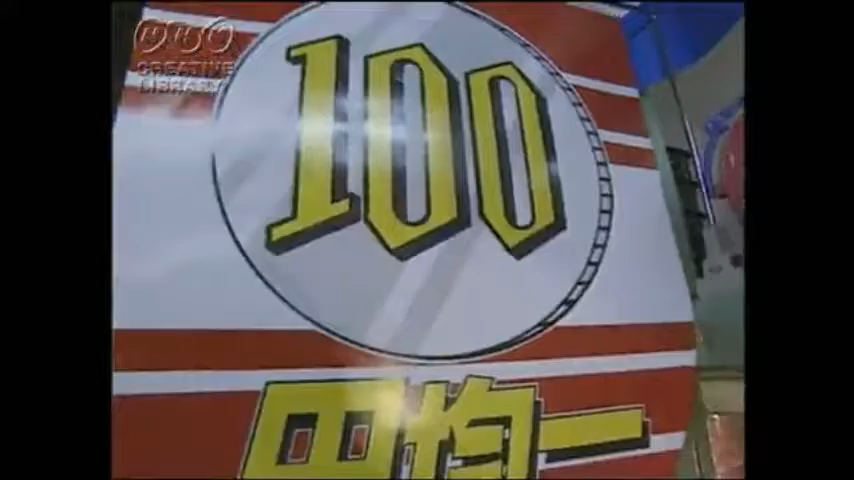 NHK
CREATIVE
LIBRARY
100
円均一